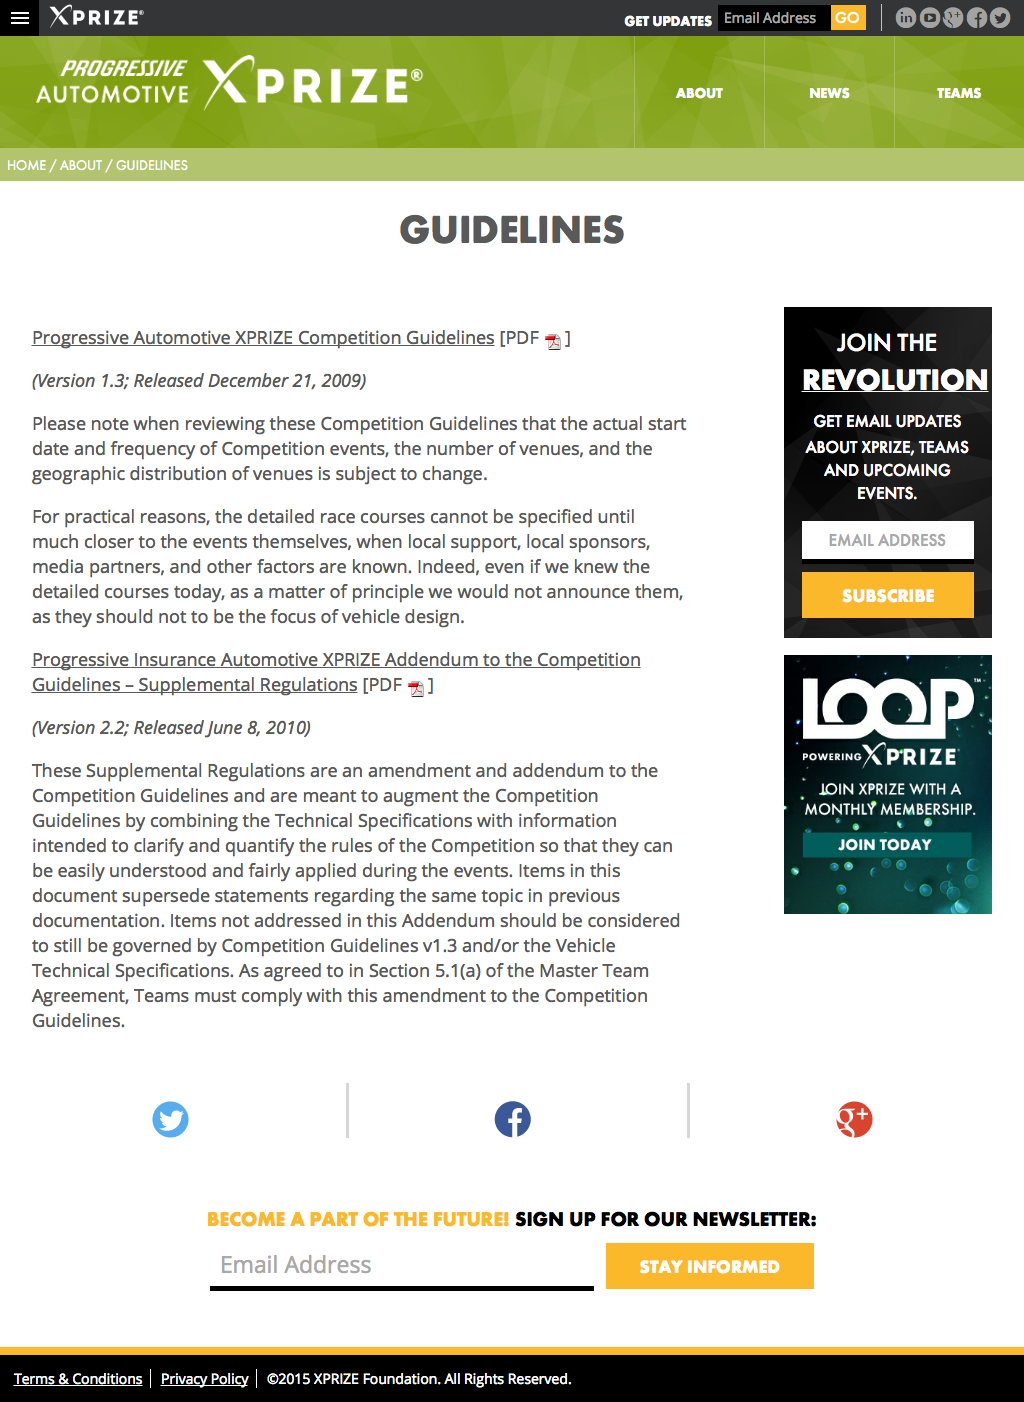 XPRIZE®
GET UPDATES Email Address GO
PROGRESSIVE
AUTOMOTIVE XPRIZE®
ABOUT NEWS TEAMS
HOME / ABOUT / GUIDELINES
GUIDELINES
Progressive Automotive XPRIZE Competition Guidelines [PDF ]
(Version 1.3; Released December 21, 2009)
Please note when reviewing these Competition Guidelines that the actual start
date and frequency of Competition events, the number of venues, and the
geographic distribution of venues is subject to change.
For practical reasons, the detailed race courses cannot be specified until
much closer to the events themselves, when local support, local sponsors,
media partners, and other factors are known. Indeed, even if we knew the
detailed courses today, as a matter of principle we would not announce them,
as they should not to be the focus of vehicle design.
Progressive Insurance Automotive XPRIZE Addendum to the Competition
Guidelines – Supplemental Regulations [PDF ]
(Version 2.2; Released June 8, 2010)
These Supplemental Regulations are an amendment and addendum to the
Competition Guidelines and are meant to augment the Competition
Guidelines by combining the Technical Specifications with information
intended to clarify and quantify the rules of the Competition so that they can
be easily understood and fairly applied during the events. Items in this
document supersede statements regarding the same topic in previous
documentation. Items not addressed in this Addendum should be considered
to still be governed by Competition Guidelines v1.3 and/or the Vehicle
Technical Specifications. As agreed to in Section 5.1(a) of the Master Team
Agreement, Teams must comply with this amendment to the Competition
Guidelines.
JOIN THE
REVOLUTION
GET EMAIL UPDATES
ABOUT XPRIZE, TEAMS
AND UPCOMING
EVENTS.
EMAIL ADDRESS
SUBSCRIBE
LOOP™
POWERING XPRIZE
JOIN XPRIZE WITH A
MONTHLY MEMBERSHIP.
JOIN TODAY
BECOME A PART OF THE FUTURE! SIGN UP FOR OUR NEWSLETTER:
Email Address
STAY INFORMED
Terms & Conditions Privacy Policy ©2015 XPRIZE Foundation. All Rights Reserved.